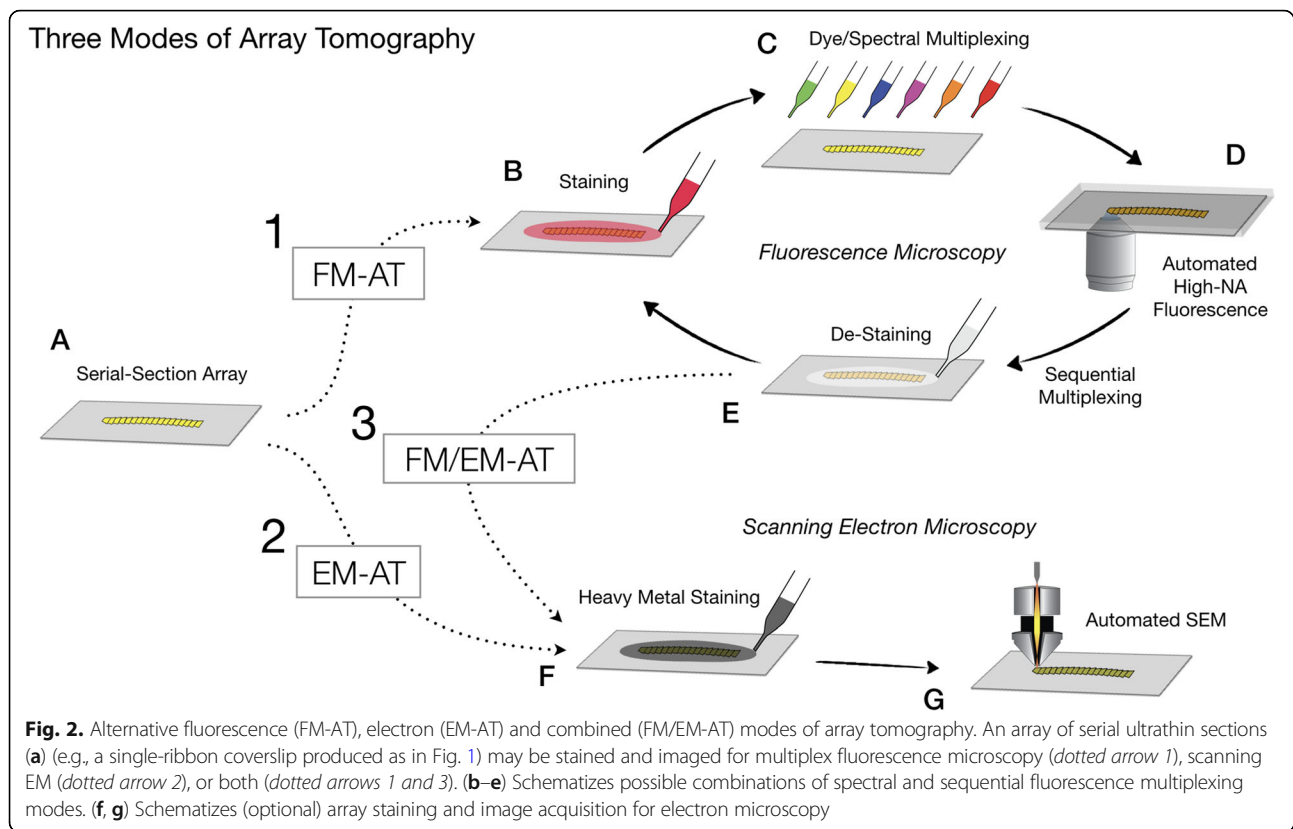 Three Modes of Array Tomography
C
Dye/Spectral Multiplexing
B
Staining
D
1
FM-AT
Fluorescence Microscopy
Automated
High-NA
Fluorescence
A
Serial-Section Array
De-Staining
Sequential
Multiplexing
E
3
FM/EM-AT
2
EM-AT
Scanning Electron Microscopy
Heavy Metal Staining
Automated SEM
F
G
Fig. 2. Alternative fluorescence (FM-AT), electron (EM-AT) and combined (FM/EM-AT) modes of array tomography. An array of serial ultrathin sections
(a) (e.g., a single-ribbon coverslip produced as in Fig. 1) may be stained and imaged for multiplex fluorescence microscopy (dotted arrow 1), scanning
EM (dotted arrow 2), or both (dotted arrows 1 and 3). (b–e) Schematizes possible combinations of spectral and sequential fluorescence multiplexing
modes. (f, g) Schematizes (optional) array staining and image acquisition for electron microscopy